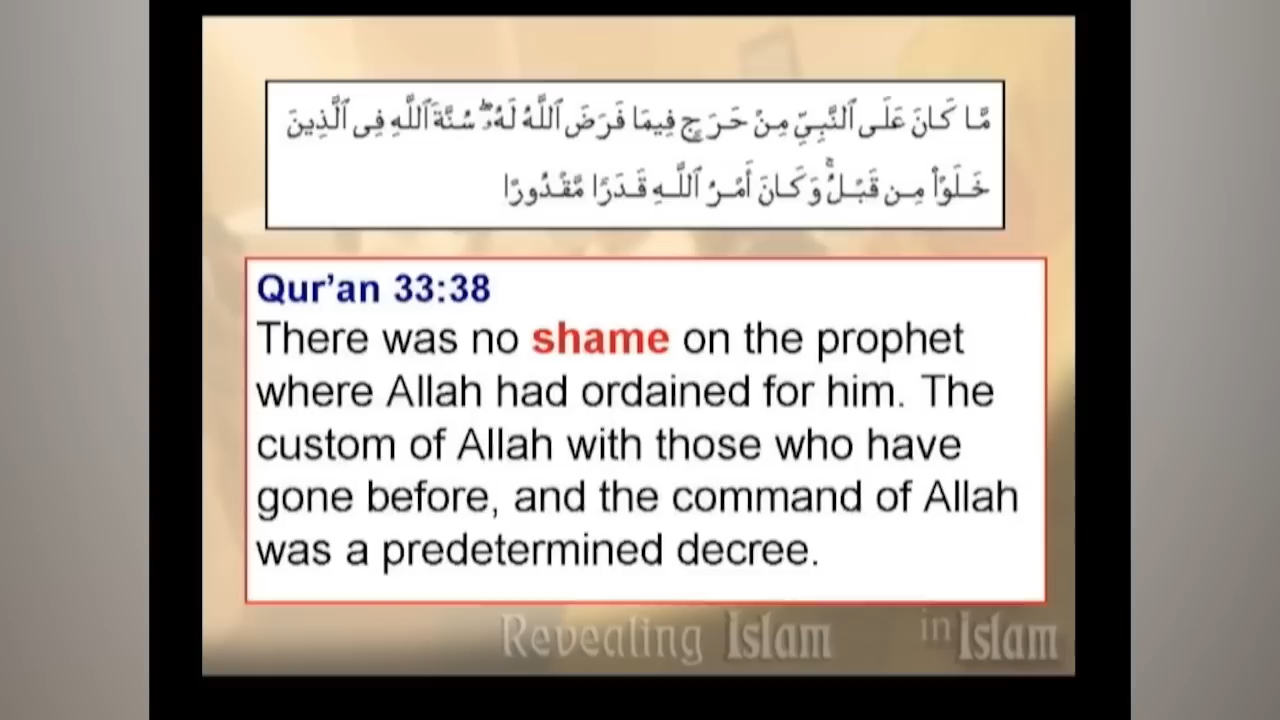 مَّا كَانَ عَلَى ٱلنَّبِيِّ مِنْ حَرَجٍ فِيمَا فَرَضَ ٱللَّهُ لَهُۥۖ سُنَّةَ ٱللَّهِ فِى ٱلَّذِينَ
خَلَوْا۟ مِن قَبْلُۚ وَكَانَ أَمْرُ ٱللَّهِ قَدَرًا مَّقْدُورًا
Qur’an 33:38
There was no shame on the prophet
where Allah had ordained for him. The
custom of Allah with those who have
gone before, and the command of Allah
was a predetermined decree.
Revealing Islam in Islam